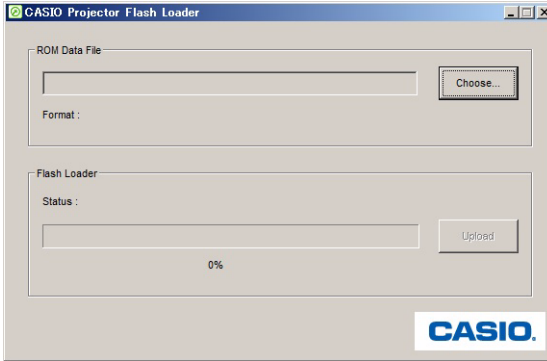 CASIO Projector Flash Loader
ROM Data File
Choose...
Format :
Flash Loader
Status :
Upload
0%
CASIO.